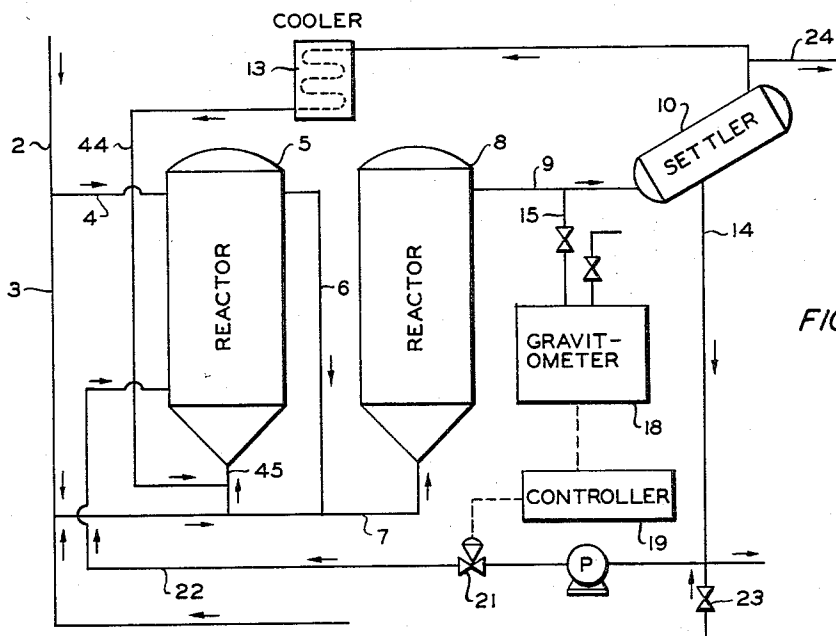 COOLER
24
13
10
SETTLER
2
44
5
8
9
4
15
14
3
REACTOR
6
REACTOR
GRAVIT-
OMETER
FIG
18
45
CONTROLLER
7
19
P
22
21
23